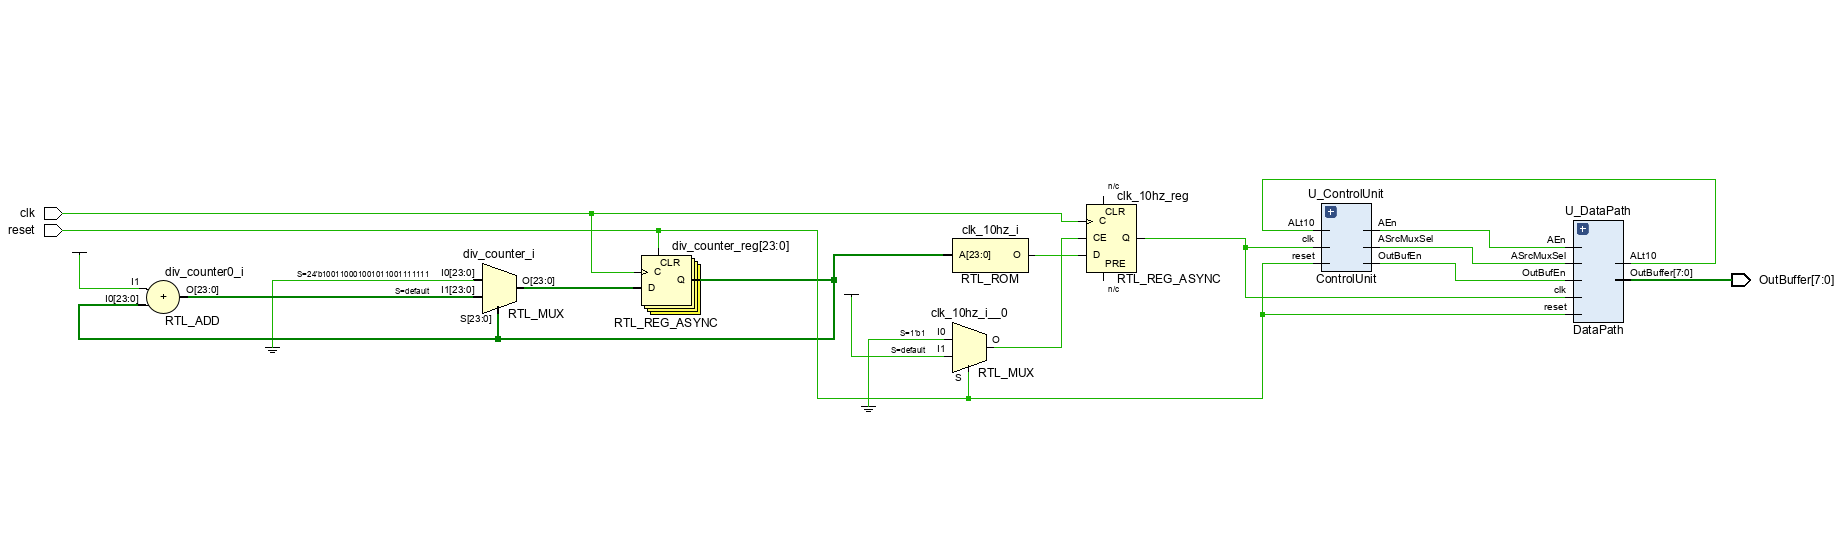 clk
reset
I1
I0[23:0]
div_counter0_i
+
O[23:0]
RTL_ADD
S=24'b100110001001011001111111
S=default
div_counter_i
I0[23:0]
I1[23:0]
S[23:0]
O[23:0]
RTL_MUX
div_counter_reg[23:0]
CLR
C
D
Q
RTL_REG_ASYNC
clk_10hz_i
A[23:0]
O
RTL_ROM
clk_10hz_i__0
S=1'b1
I0
S=default
I1
S
O
RTL_MUX
n/c
clk_10hz_reg
CLR
C
CE
D
Q
PRE
n/c
RTL_REG_ASYNC
U_ControlUnit
+
ALt10
clk
reset
AEn
ASrcMuxSel
OutBufEn
ControlUnit
U_DataPath
+
AEn
ASrcMuxSel
OutBufEn
clk
reset
ALt10
OutBuffer[7:0]
DataPath
OutBuffer[7:0]